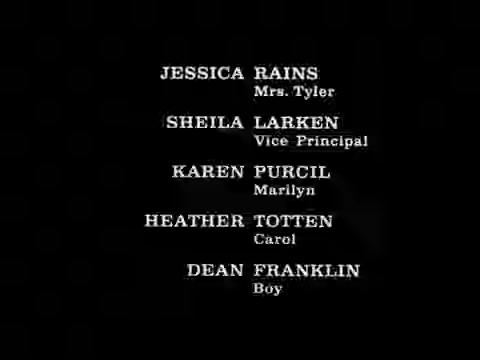 JESSICA RAINS
Mrs. Tyler
SHEILA LARKEN
Vice Principal
KAREN PURCIL
Marilyn
HEATHER TOTTEN
Carol
DEAN FRANKLIN
Boy